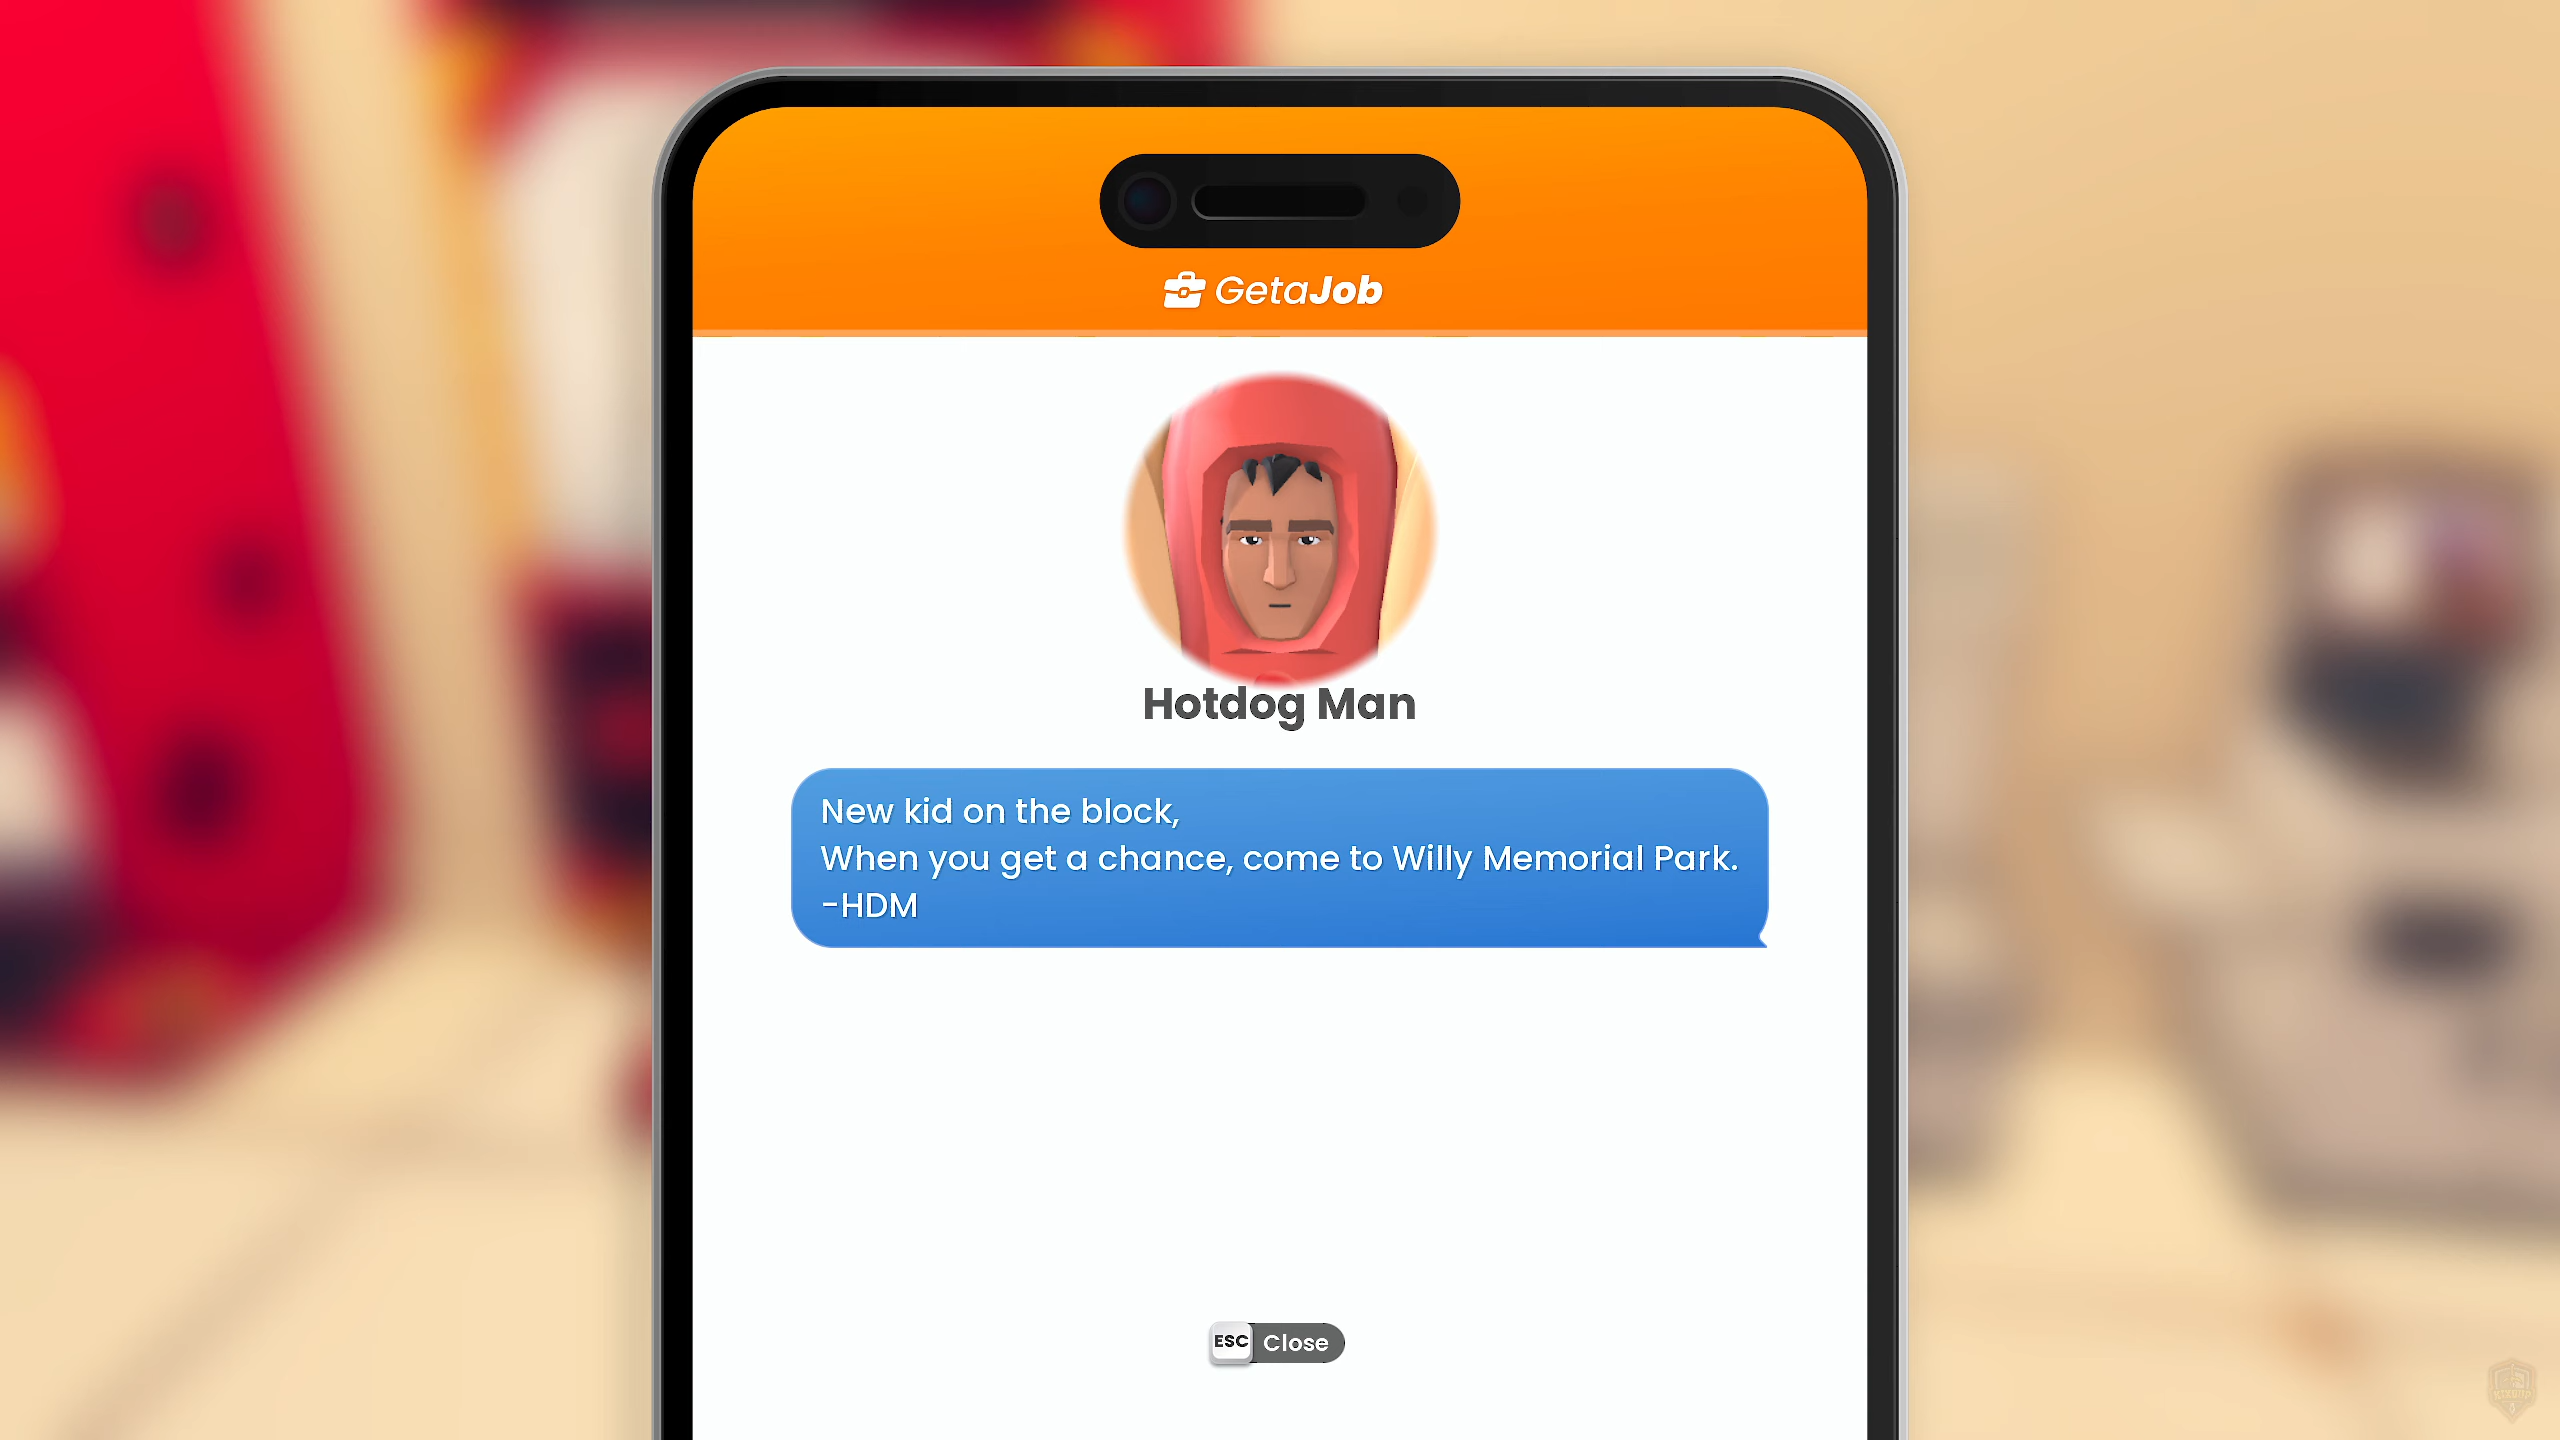 GetaJob
Hotdog Man
New kid on the block,
When you get a chance, come to Willy Memorial Park.
-HDM
ESC Close